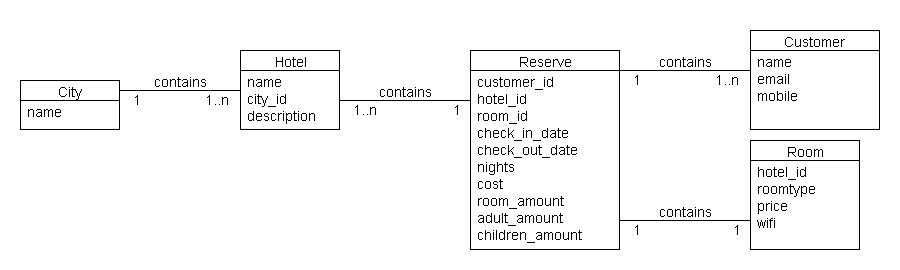 City
name
contains
1
1..n
Hotel
name
city_id
description
contains
1..n
1
Reserve
customer_id
hotel_id
room_id
check_in_date
check_out_date
nights
cost
room_amount
adult_amount
children_amount
contains
1
1..n
Customer
name
email
mobile
contains
1
1
Room
hotel_id
roomtype
price
wifi